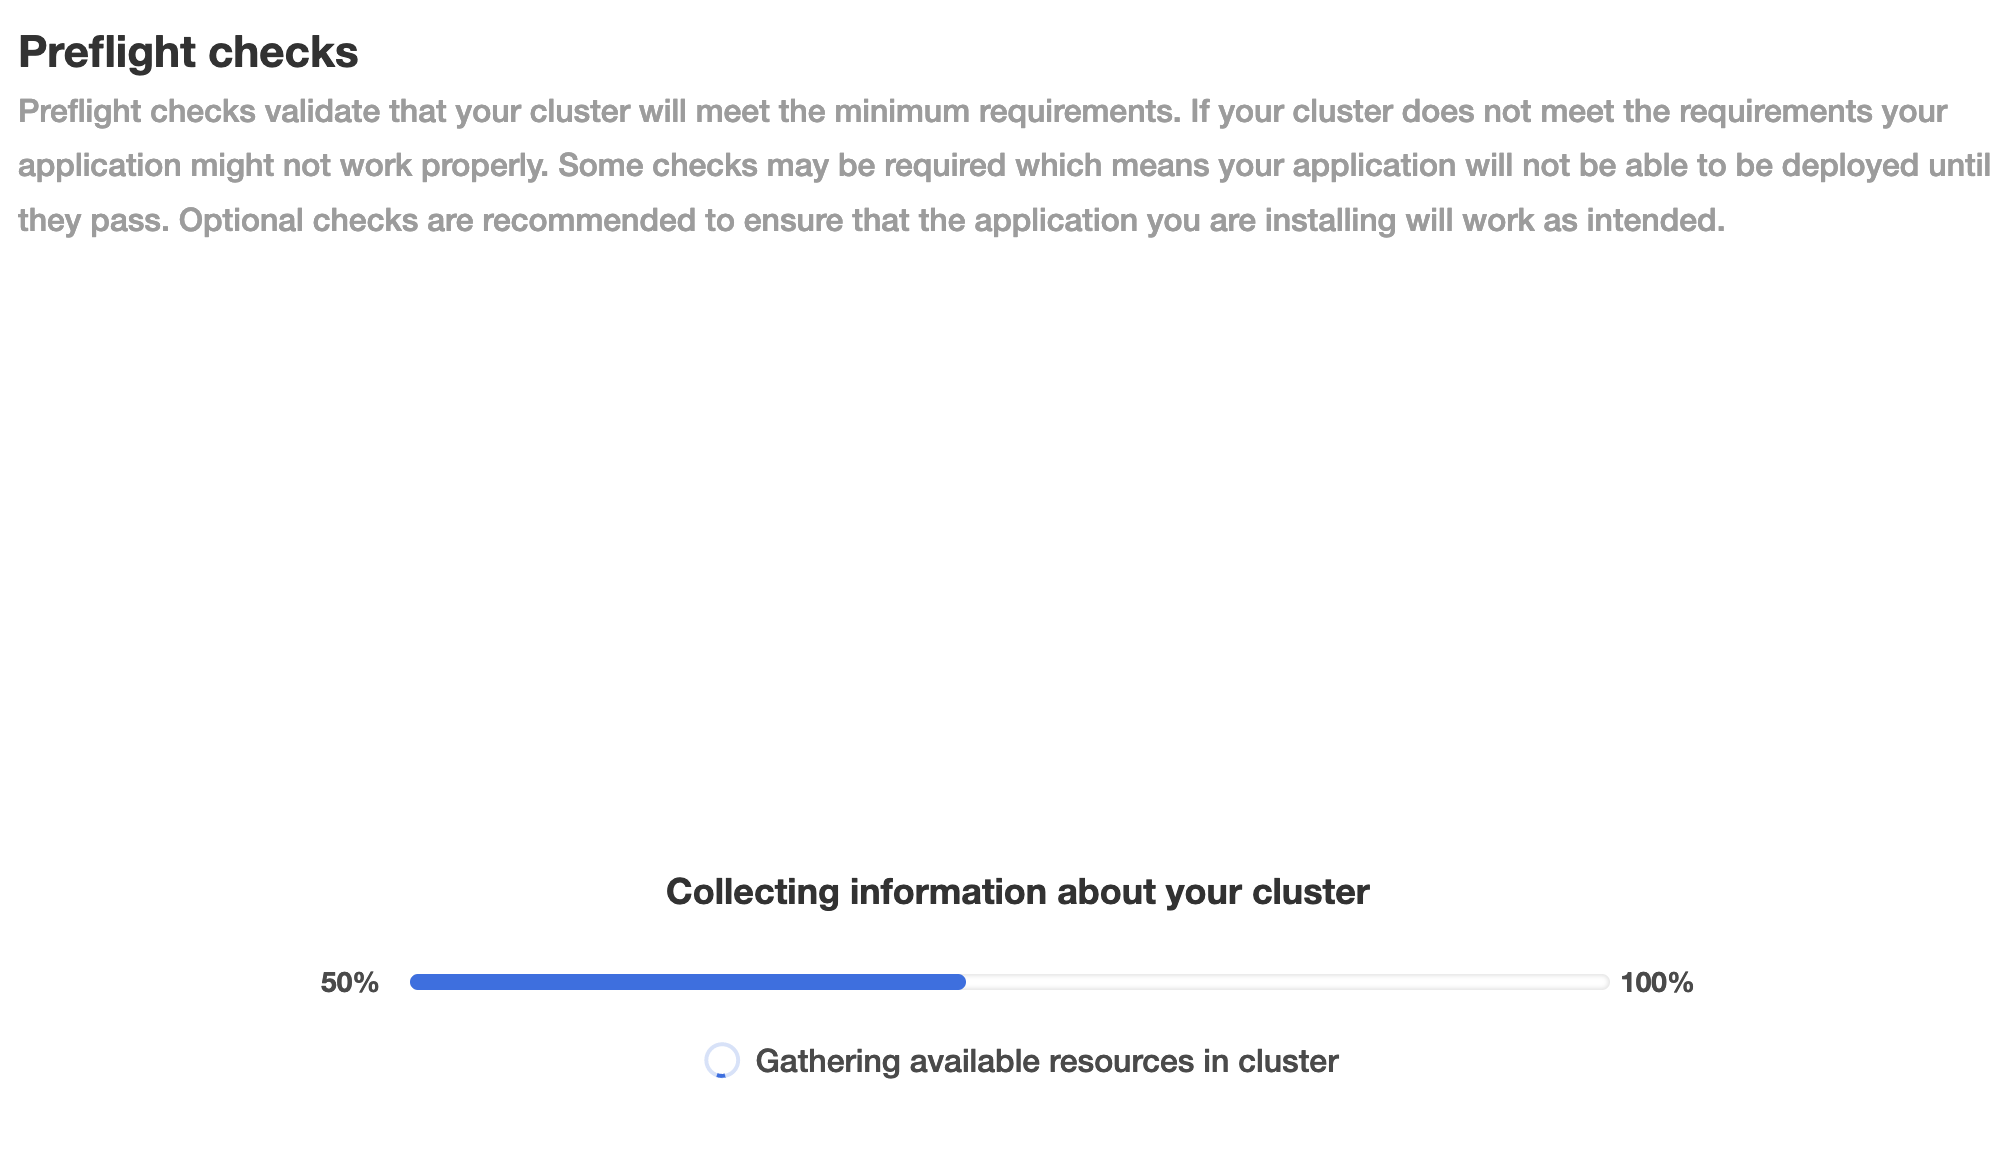 Preflight checks
Preflight checks validate that your cluster will meet the minimum requirements. If your cluster does not meet the requirements your
application might not work properly. Some checks may be required which means your application will not be able to be deployed until
they pass. Optional checks are recommended to ensure that the application you are installing will work as intended.
Collecting information about your cluster
50% 100%
Gathering available resources in cluster